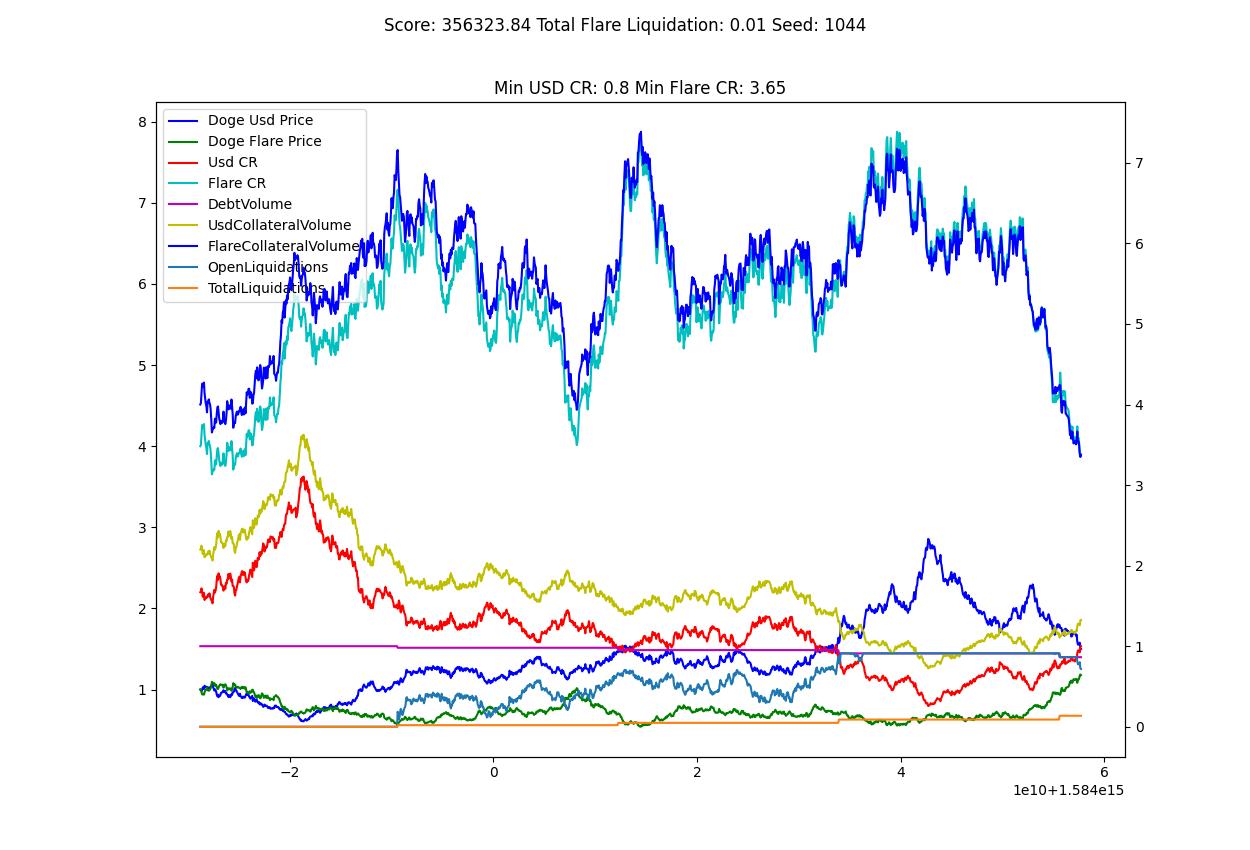 Score: 356323.84 Total Flare Liquidation: 0.01 Seed: 1044
Min USD CR: 0.8 Min Flare CR: 3.65
Doge Usd Price
Doge Flare Price
Usd CR
Flare CR
DebtVolume
UsdCollateralVolume
FlareCollateralVolume
OpenLiquidations
TotalLiquidations
8
7
6
5
4
3
2
1
7
6
5
4
3
2
1
0
−2
0
2
4
6
1e10+1.584e15